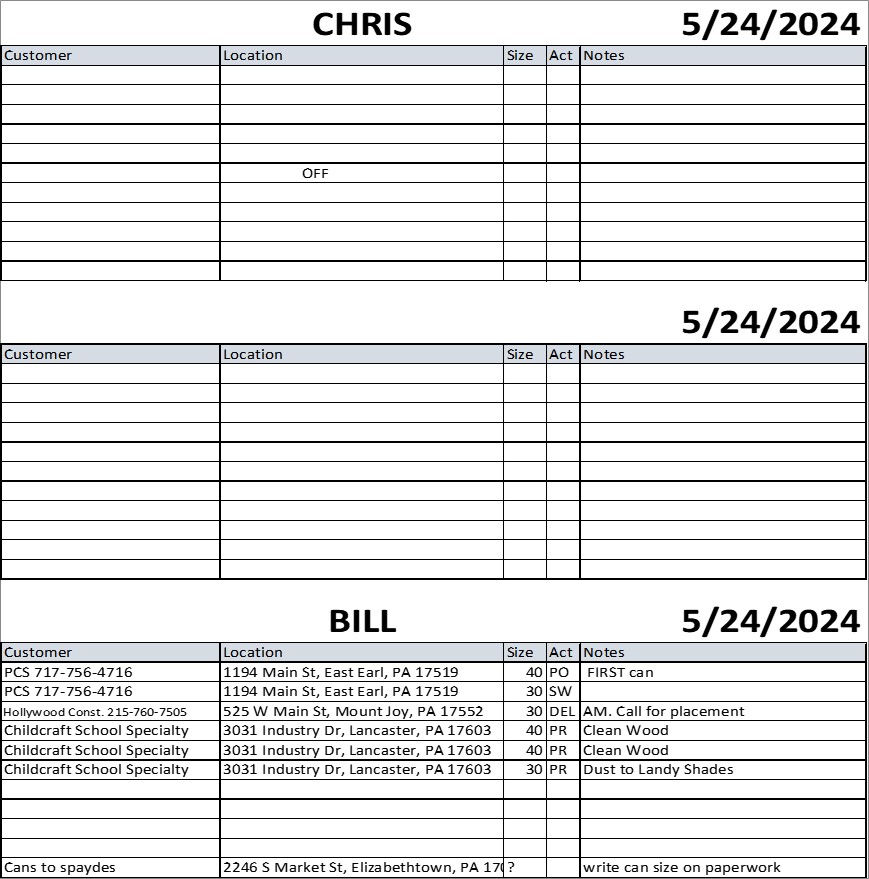 CHRIS 5/24/2024
Customer Location Size Act Notes
OFF
5/24/2024
Customer Location Size Act Notes
BILL 5/24/2024
Customer Location Size Act Notes
PCS 717-756-4716 1194 Main St, East Earl, PA 17519 40 PO FIRST can
PCS 717-756-4716 1194 Main St, East Earl, PA 17519 30 SW
Hollywood Const. 215-760-7505 525 W Main St, Mount Joy, PA 17552 30 DEL AM. Call for placement
Childcraft School Specialty 3031 Industry Dr, Lancaster, PA 17603 40 PR Clean Wood
Childcraft School Specialty 3031 Industry Dr, Lancaster, PA 17603 40 PR Clean Wood
Childcraft School Specialty 3031 Industry Dr, Lancaster, PA 17603 30 PR Dust to Landy Shades
Cans to spaydes 2246 S Market St, Elizabethtown, PA ? write can size on paperwork